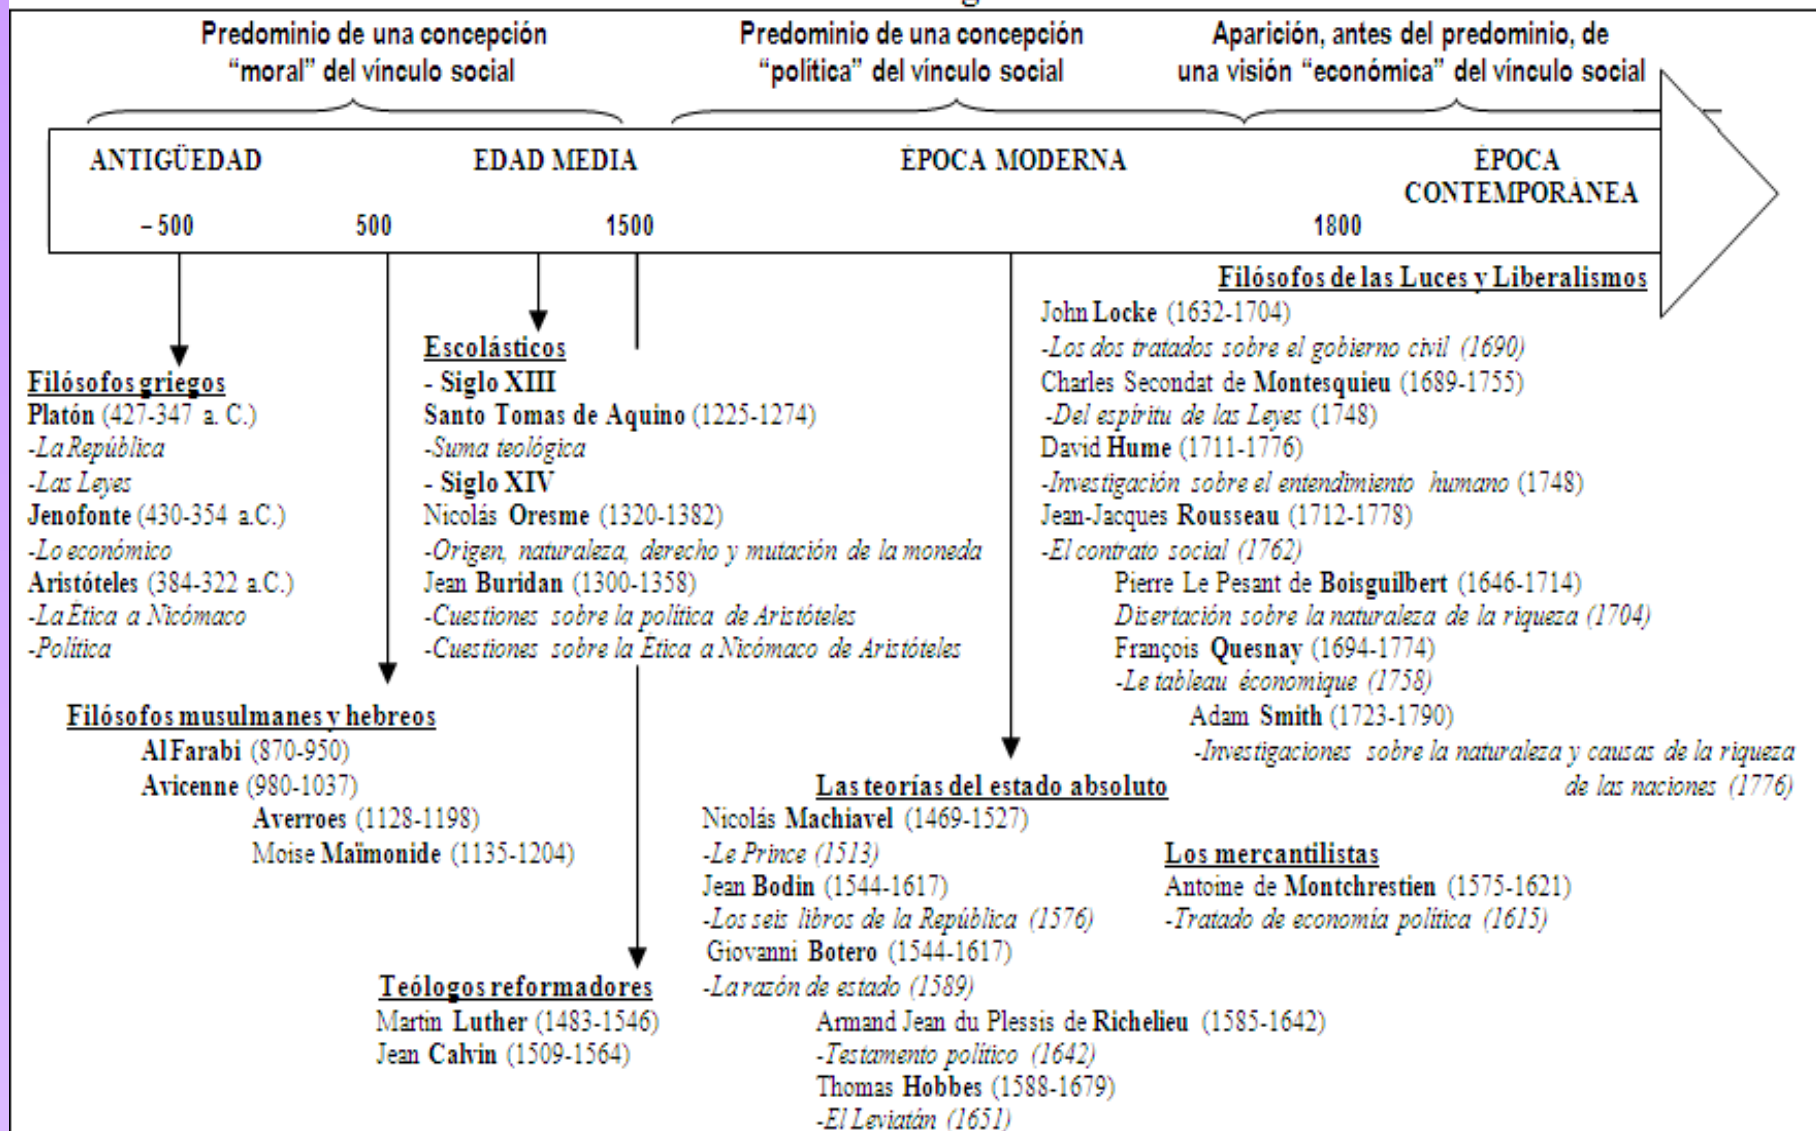 Predominio de una concepción
“moral” del vínculo social
Predominio de una concepción
“política” del vínculo social
Aparición, antes del predominio, de
una visión “económica” del vínculo social
ANTIGÜEDAD
EDAD MEDIA
ÉPOCA MODERNA
ÉPOCA
CONTEMPORÁNEA
– 500
500
1500
1800
Filósofos griegos
Platón (427-347 a. C.)
-La República
-Las Leyes
Jenofonte (430-354 a.C.)
-Lo económico
Aristóteles (384-322 a.C.)
-La Ética a Nicómaco
-Política
Filósofos musulmanes y hebreos
Al Farabi (870-950)
Avicenne (980-1037)
Averroes (1128-1198)
Moise Maïmonide (1135-1204)
Escolásticos
- Siglo XIII
Santo Tomas de Aquino (1225-1274)
-Suma teológica
- Siglo XIV
Nicolás Oresme (1320-1382)
-Origen, naturaleza, derecho y mutación de la moneda
Jean Buridan (1300-1358)
-Cuestiones sobre la política de Aristóteles
-Cuestiones sobre la Ética a Nicómaco de Aristóteles
Teólogos reformadores
Martin Luther (1483-1546)
Jean Calvin (1509-1564)
Las teorías del estado absoluto
Nicolás Machiavel (1469-1527)
-Le Prince (1513)
Jean Bodin (1544-1617)
-Los seis libros de la República (1576)
Giovanni Botero (1544-1617)
-La razón de estado (1589)
Armand Jean du Plessis de Richelieu (1585-1642)
-Testamento político (1642)
Thomas Hobbes (1588-1679)
-El Leviatán (1651)
Filósofos de las Luces y Liberalismos
John Locke (1632-1704)
-Los dos tratados sobre el gobierno civil (1690)
Charles Secondat de Montesquieu (1689-1755)
-Del espíritu de las Leyes (1748)
David Hume (1711-1776)
-Investigación sobre el entendimiento humano (1748)
Jean-Jacques Rousseau (1712-1778)
-El contrato social (1762)
Pierre Le Pesant de Boisguilbert (1646-1714)
Disertación sobre la naturaleza de la riqueza (1704)
François Quesnay (1694-1774)
-Le tableau économique (1758)
Adam Smith (1723-1790)
-Investigaciones sobre la naturaleza y causas de la riqueza
de las naciones (1776)
Los mercantilistas
Antoine de Montchrestien (1575-1621)
-Tratado de economía política (1615)